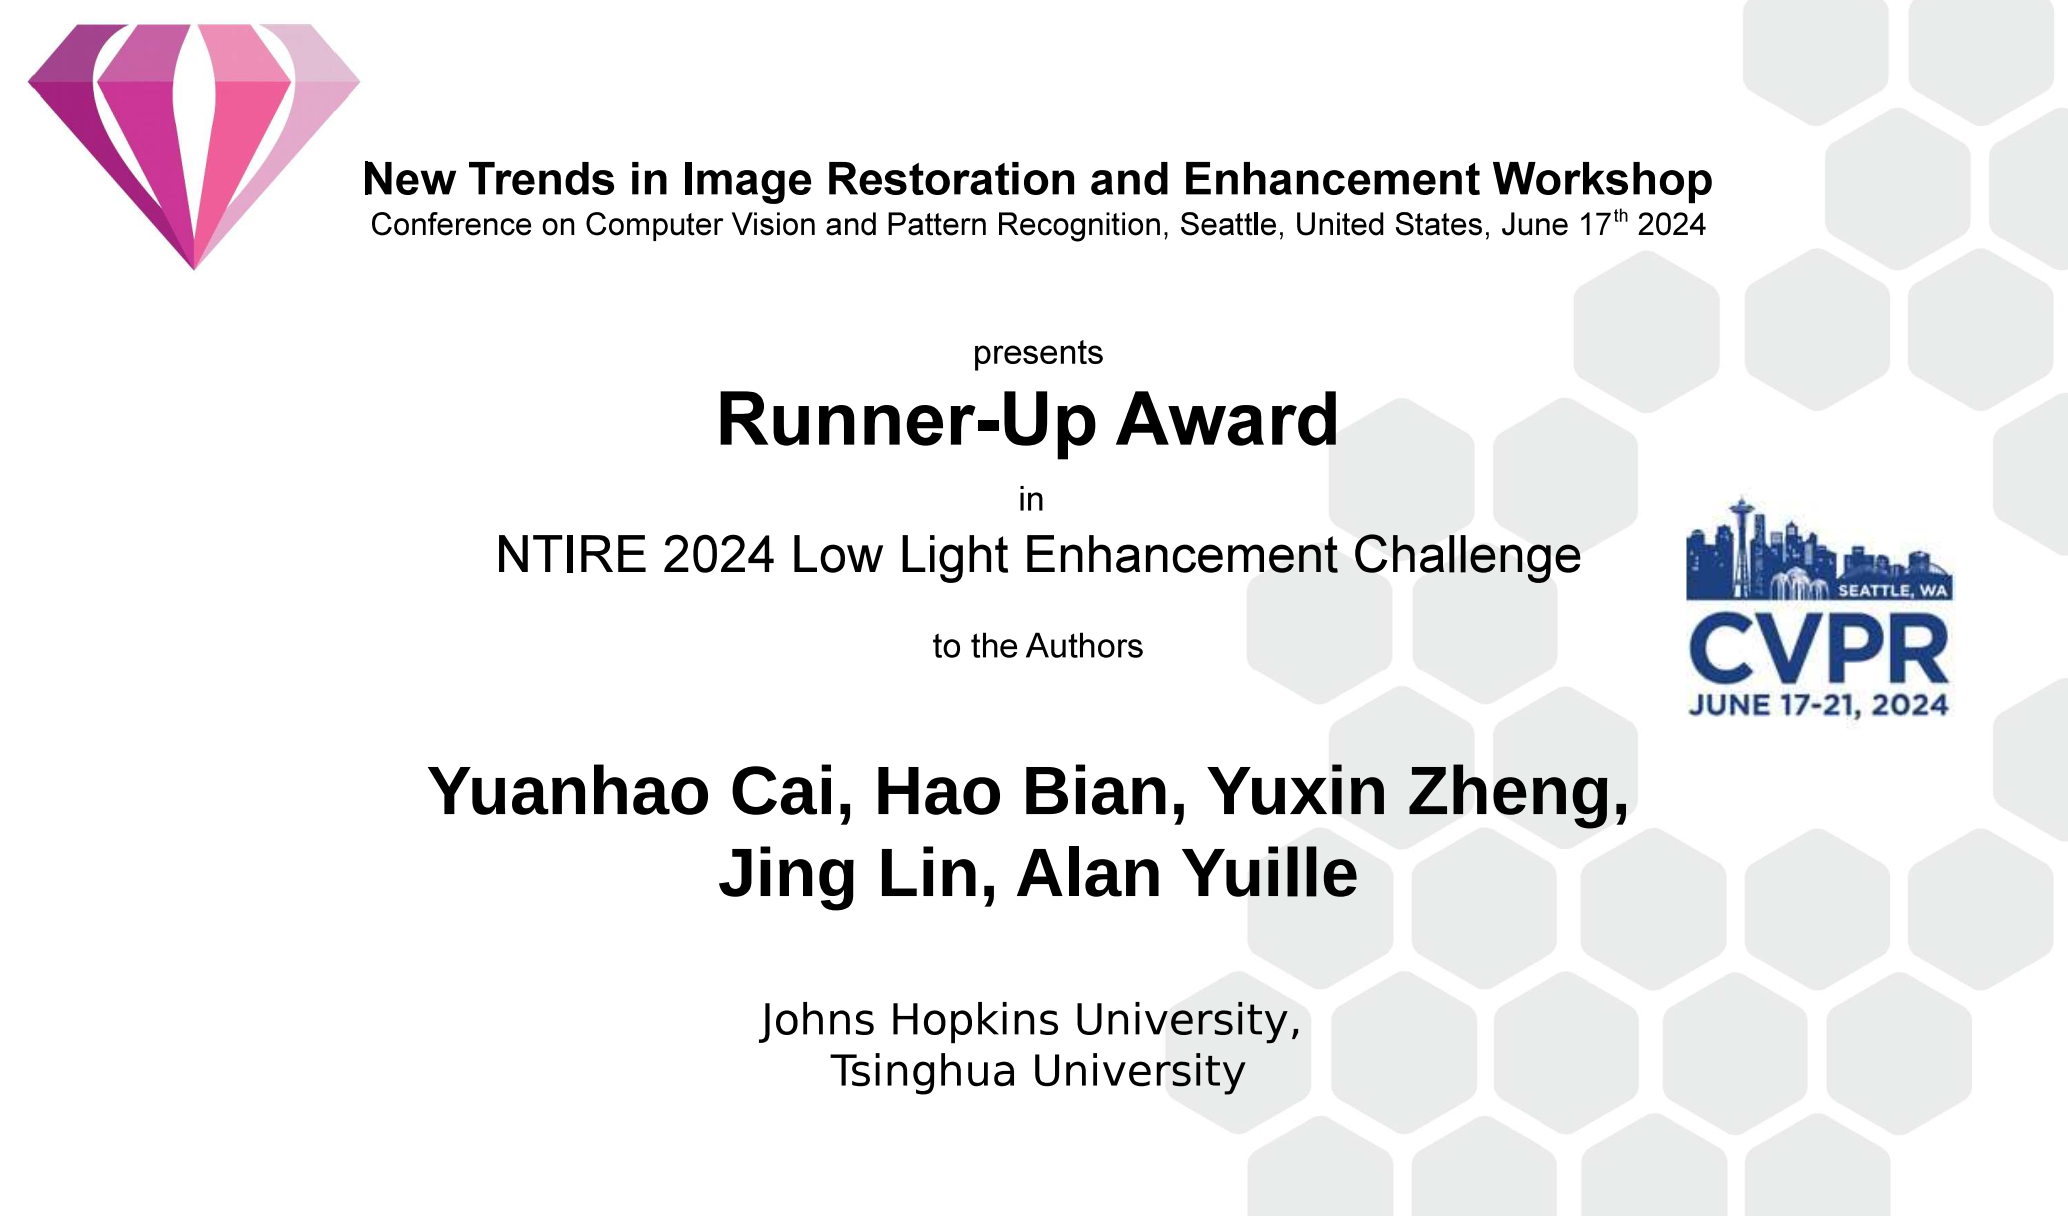 New Trends in Image Restoration and Enhancement Workshop
Conference on Computer Vision and Pattern Recognition, Seattle, United States, June 17th 2024
presents
Runner-Up Award
in
NTIRE 2024 Low Light Enhancement Challenge
SEATTLE, WA
CVPR
JUNE 17-21, 2024
to the Authors
Yuanhao Cai, Hao Bian, Yuxin Zheng,
Jing Lin, Alan Yuille
Johns Hopkins University,
Tsinghua University